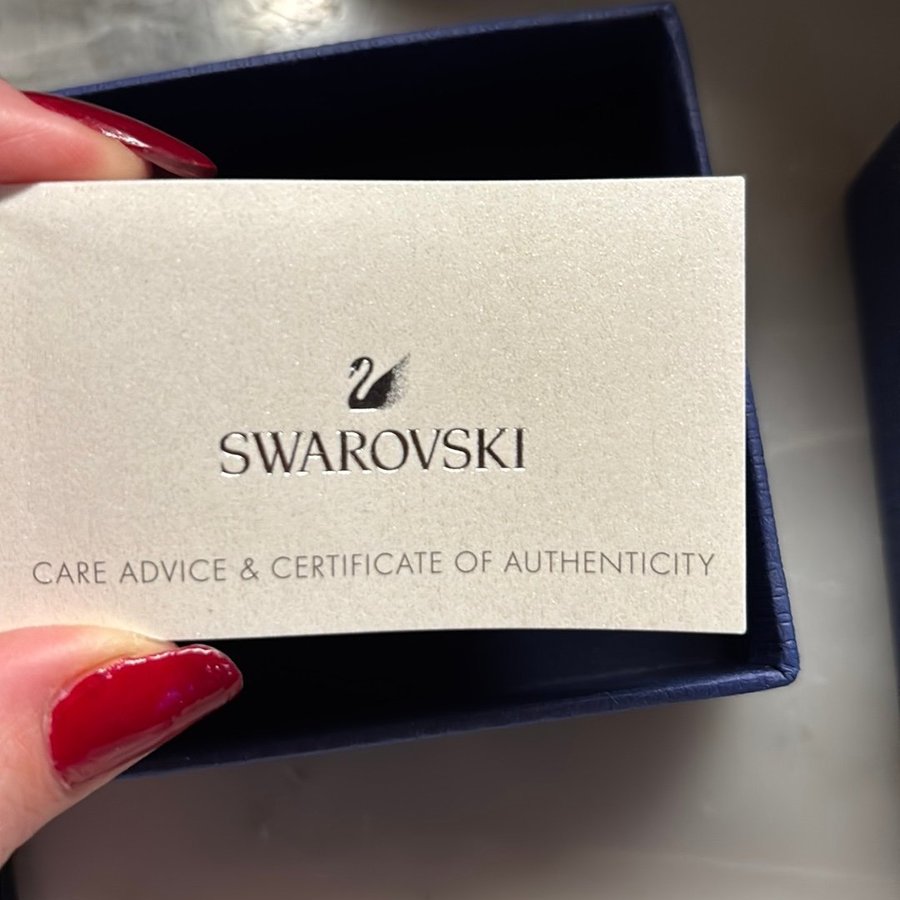 SWAROVSKI
CARE ADVICE & CERTIFICATE OF AUTHENTICITY